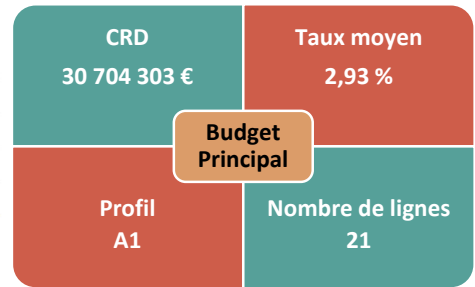 CRD
30 704 303 €
Taux moyen
2,93 %
Budget
Principal
Profil
A1
Nombre de lignes
21